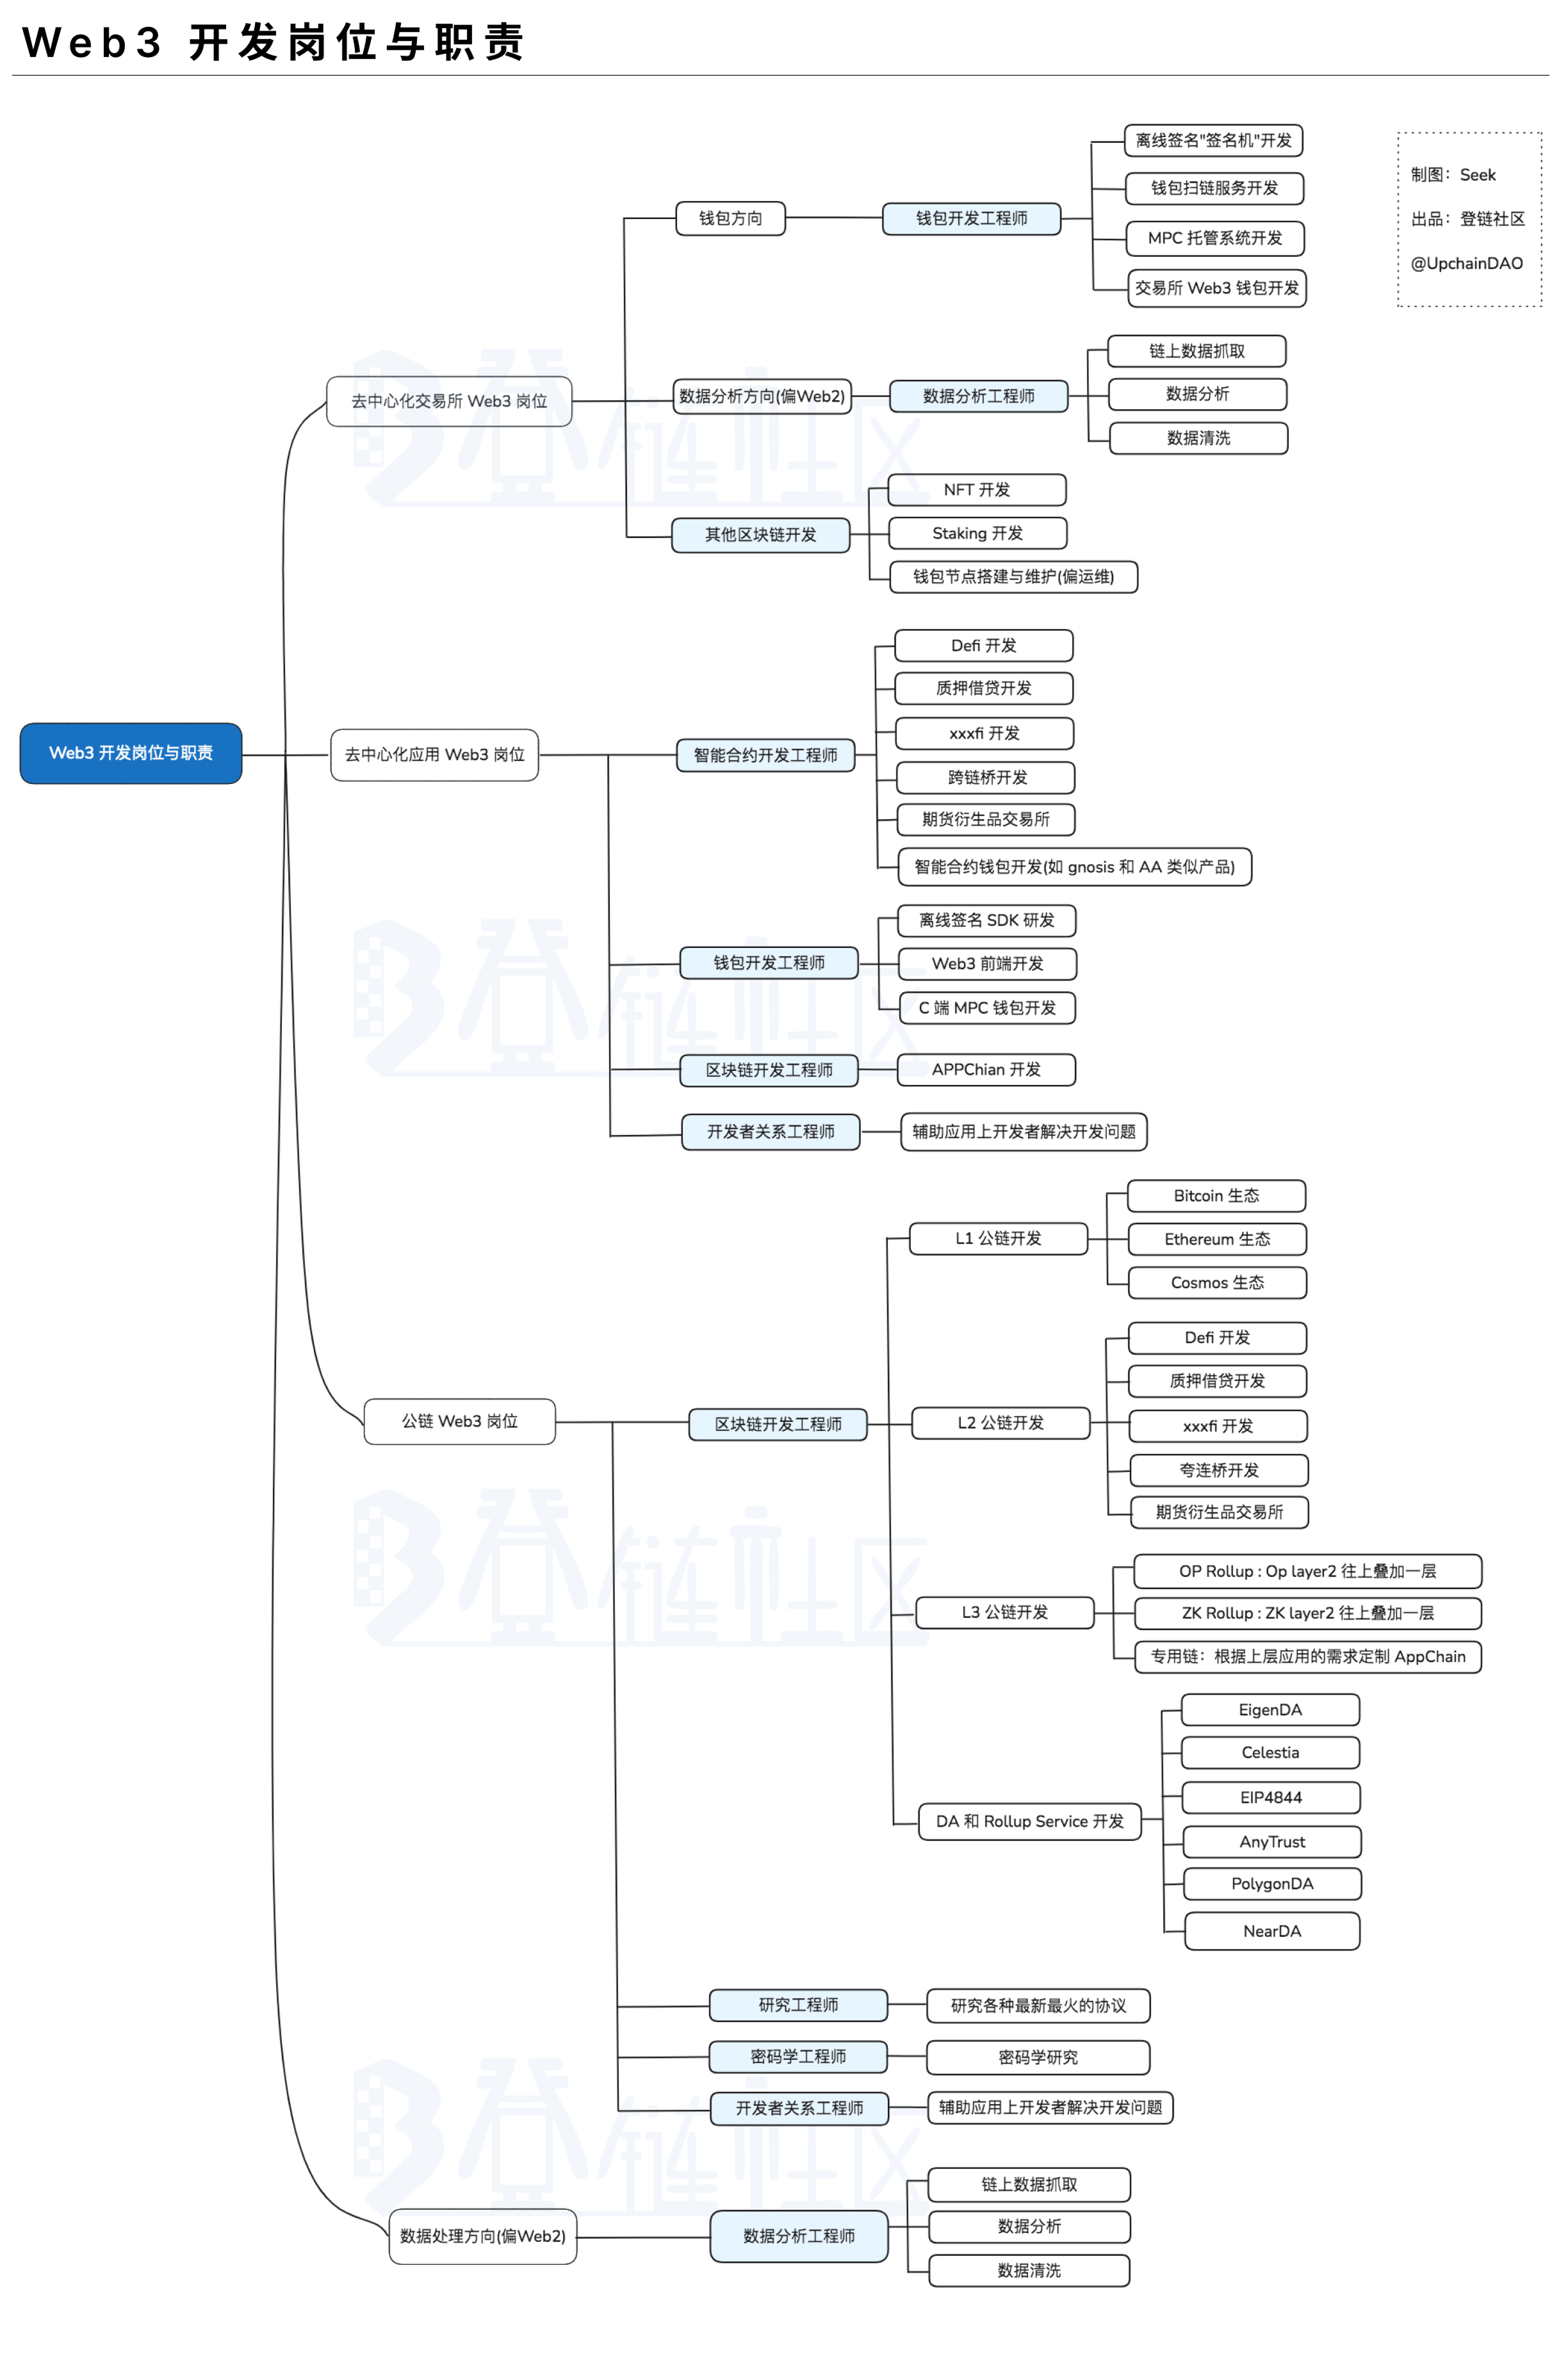 Web3 开发岗位与职责
制图：Seek
出品：登链社区
@UpchainDAO
Web3 开发岗位与职责
去中心化交易所 Web3 岗位
钱包方向
钱包开发工程师
离线签名"签名机"开发
钱包扫链服务开发
MPC 托管系统开发
交易所 Web3 钱包开发
数据分析方向(偏Web2)
数据分析工程师
链上数据抓取
数据分析
数据清洗
其他区块链开发
NFT 开发
Staking 开发
钱包节点搭建与维护(偏运维)
去中心化应用 Web3 岗位
智能合约开发工程师
Defi 开发
质押借贷开发
xxxfi 开发
跨链桥开发
期货衍生品交易所
智能合约钱包开发(如 gnosis 和 AA 类似产品)
钱包开发工程师
离线签名 SDK 研发
Web3 前端开发
C 端 MPC 钱包开发
区块链开发工程师
APPChian 开发
开发者关系工程师
辅助应用上开发者解决开发问题
公链 Web3 岗位
区块链开发工程师
L1 公链开发
Bitcoin 生态
Ethereum 生态
Cosmos 生态
L2 公链开发
Defi 开发
质押借贷开发
xxxfi 开发
夸连桥开发
期货衍生品交易所
L3 公链开发
OP Rollup : Op layer2 往上叠加一层
ZK Rollup : ZK layer2 往上叠加一层
专用链：根据上层应用的需求定制 AppChain
DA 和 Rollup Service 开发
EigenDA
Celestia
EIP4844
AnyTrust
PolygonDA
NearDA
研究工程师
研究各种最新最火的协议
密码学工程师
密码学研究
开发者关系工程师
辅助应用上开发者解决开发问题
数据处理方向(偏Web2)
数据分析工程师
链上数据抓取
数据分析
数据清洗
登链社区
登链社区
登链社区
登链社区